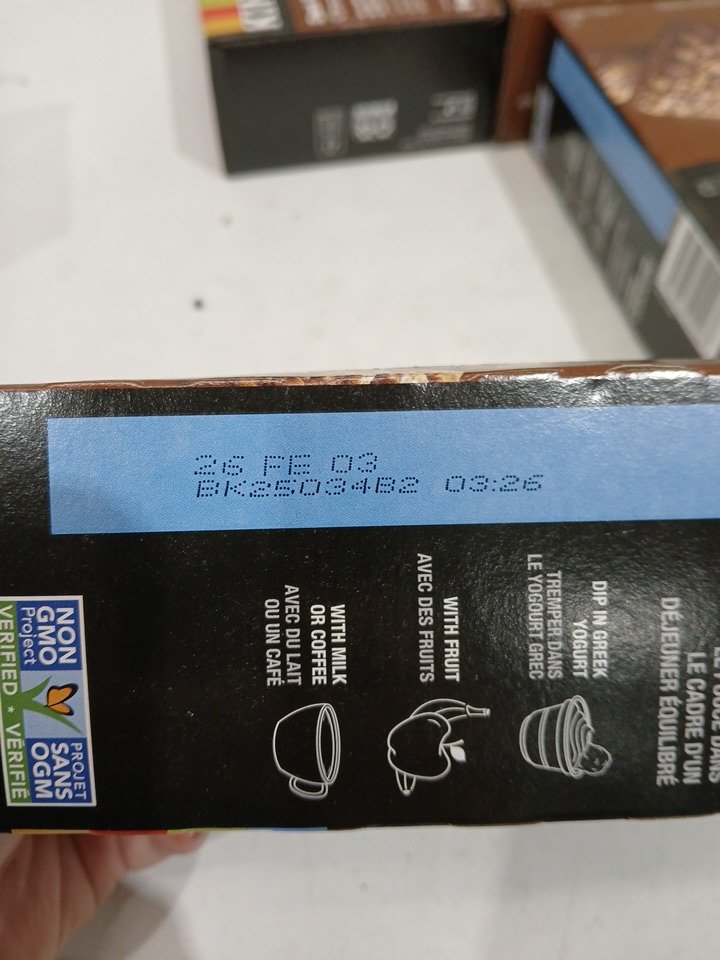 26 FE 03
BK25034B2 03:26
DIP IN GREEK
YOGURT
TREMPER DANS
LE YOGOURT GREC
WITH FRUIT
AVEC DES FRUITS
WITH MILK
OR COFFEE
AVEC DU LAIT
OU UN CAFÉ
LE CADRE D'UN
DÉJEUNER ÉQUILIBRÉ
NON
GMO
Project
VERIFIED
PROJET
SANS
OGM
VÉRIFIÉ